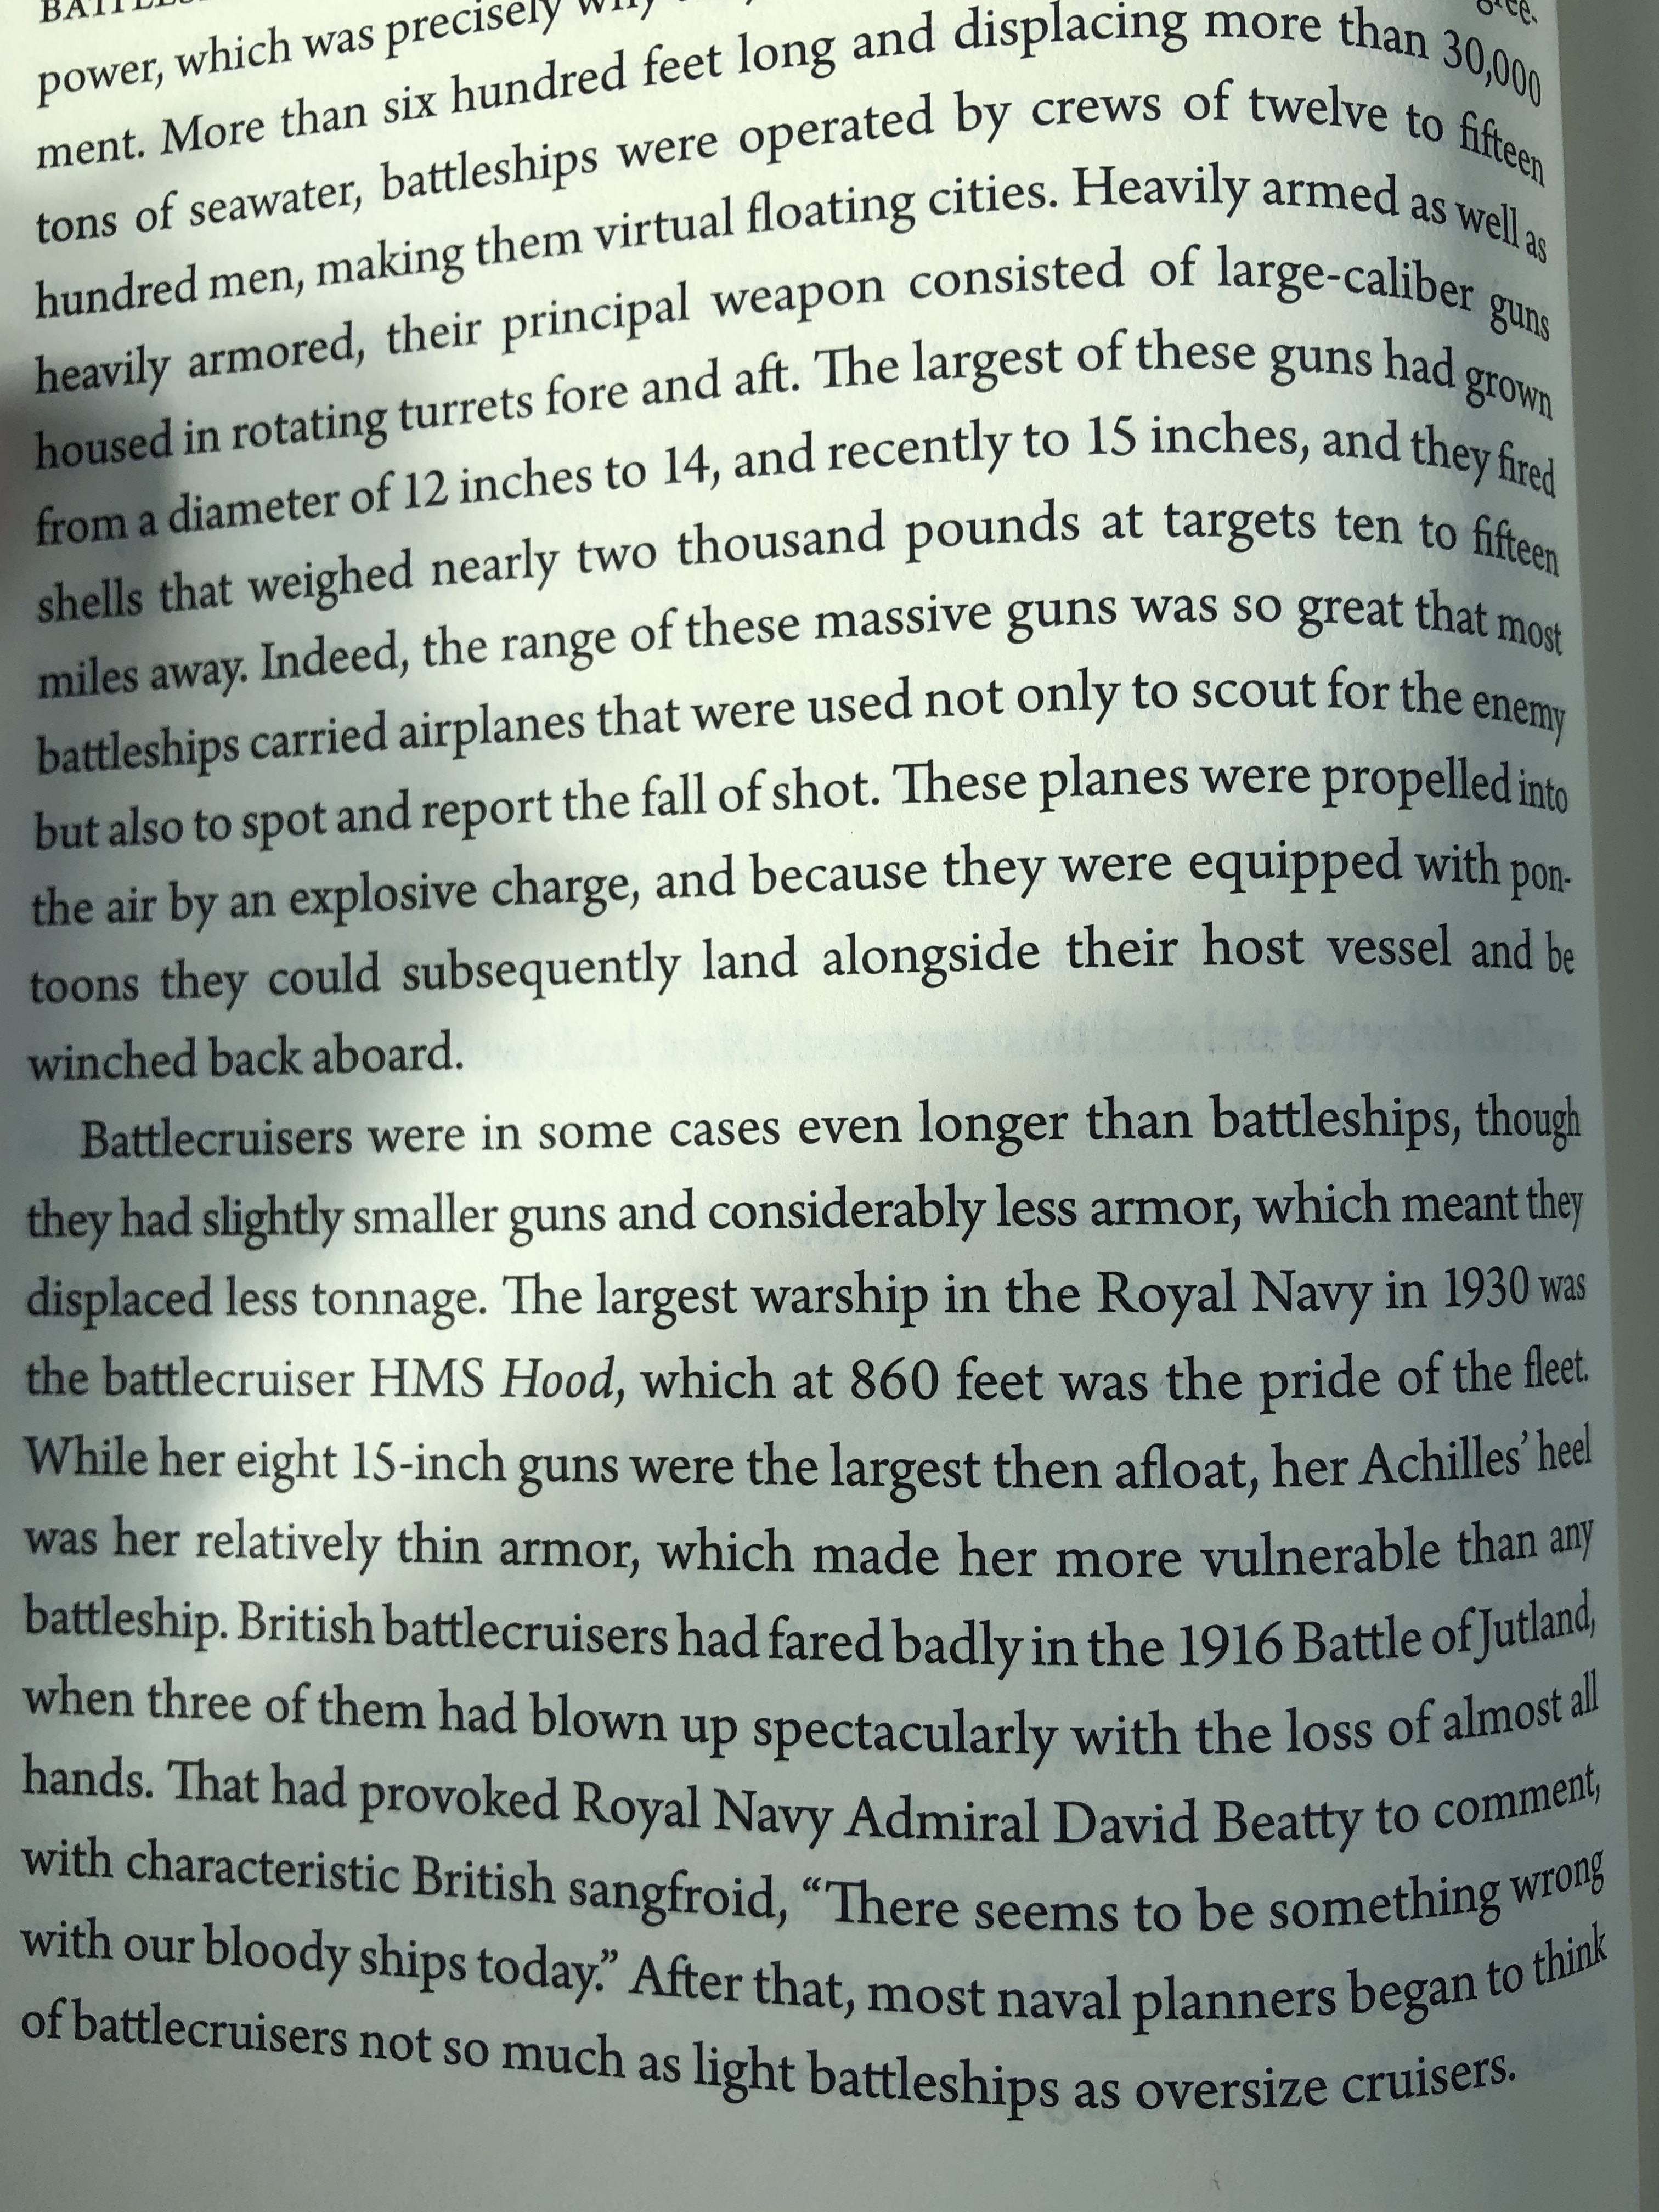 power, which was precisely why
ment. More than six hundred feet long and displacing more than 30,000
tons of seawater, battleships were operated by crews of twelve to fifteen
hundred men, making them virtual floating cities. Heavily armed as well as
heavily armored, their principal weapon consisted of large-caliber guns
housed in rotating turrets fore and aft. The largest of these guns had grown
from a diameter of 12 inches to 14, and recently to 15 inches, and they fired
shells that weighed nearly two thousand pounds at targets ten to fifteen
miles away. Indeed, the range of these massive guns was so great that most
battleships carried airplanes that were used not only to scout for the enemy
but also to spot and report the fall of shot. These planes were propelled into
the air by an explosive charge, and because they were equipped with pon-
toons they could subsequently land alongside their host vessel and be
winched back aboard.
Battlecruisers were in some cases even longer than battleships, though
they had slightly smaller guns and considerably less armor, which meant they
displaced less tonnage. The largest warship in the Royal Navy in 1930 was
the battlecruiser HMS Hood, which at 860 feet was the pride of the fleet.
While her eight 15-inch guns were the largest then afloat, her Achilles’ heel
was her relatively thin armor, which made her more vulnerable than any
battleship. British battlecruisers had fared badly in the 1916 Battle of Jutland,
when three of them had blown up spectacularly with the loss of almost all
hands. That had provoked Royal Navy Admiral David Beatty to comment,
with characteristic British sangfroid, “There seems to be something wrong
with our bloody ships today.” After that, most naval planners began to think
of battlecruisers not so much as light battleships as oversize cruisers.